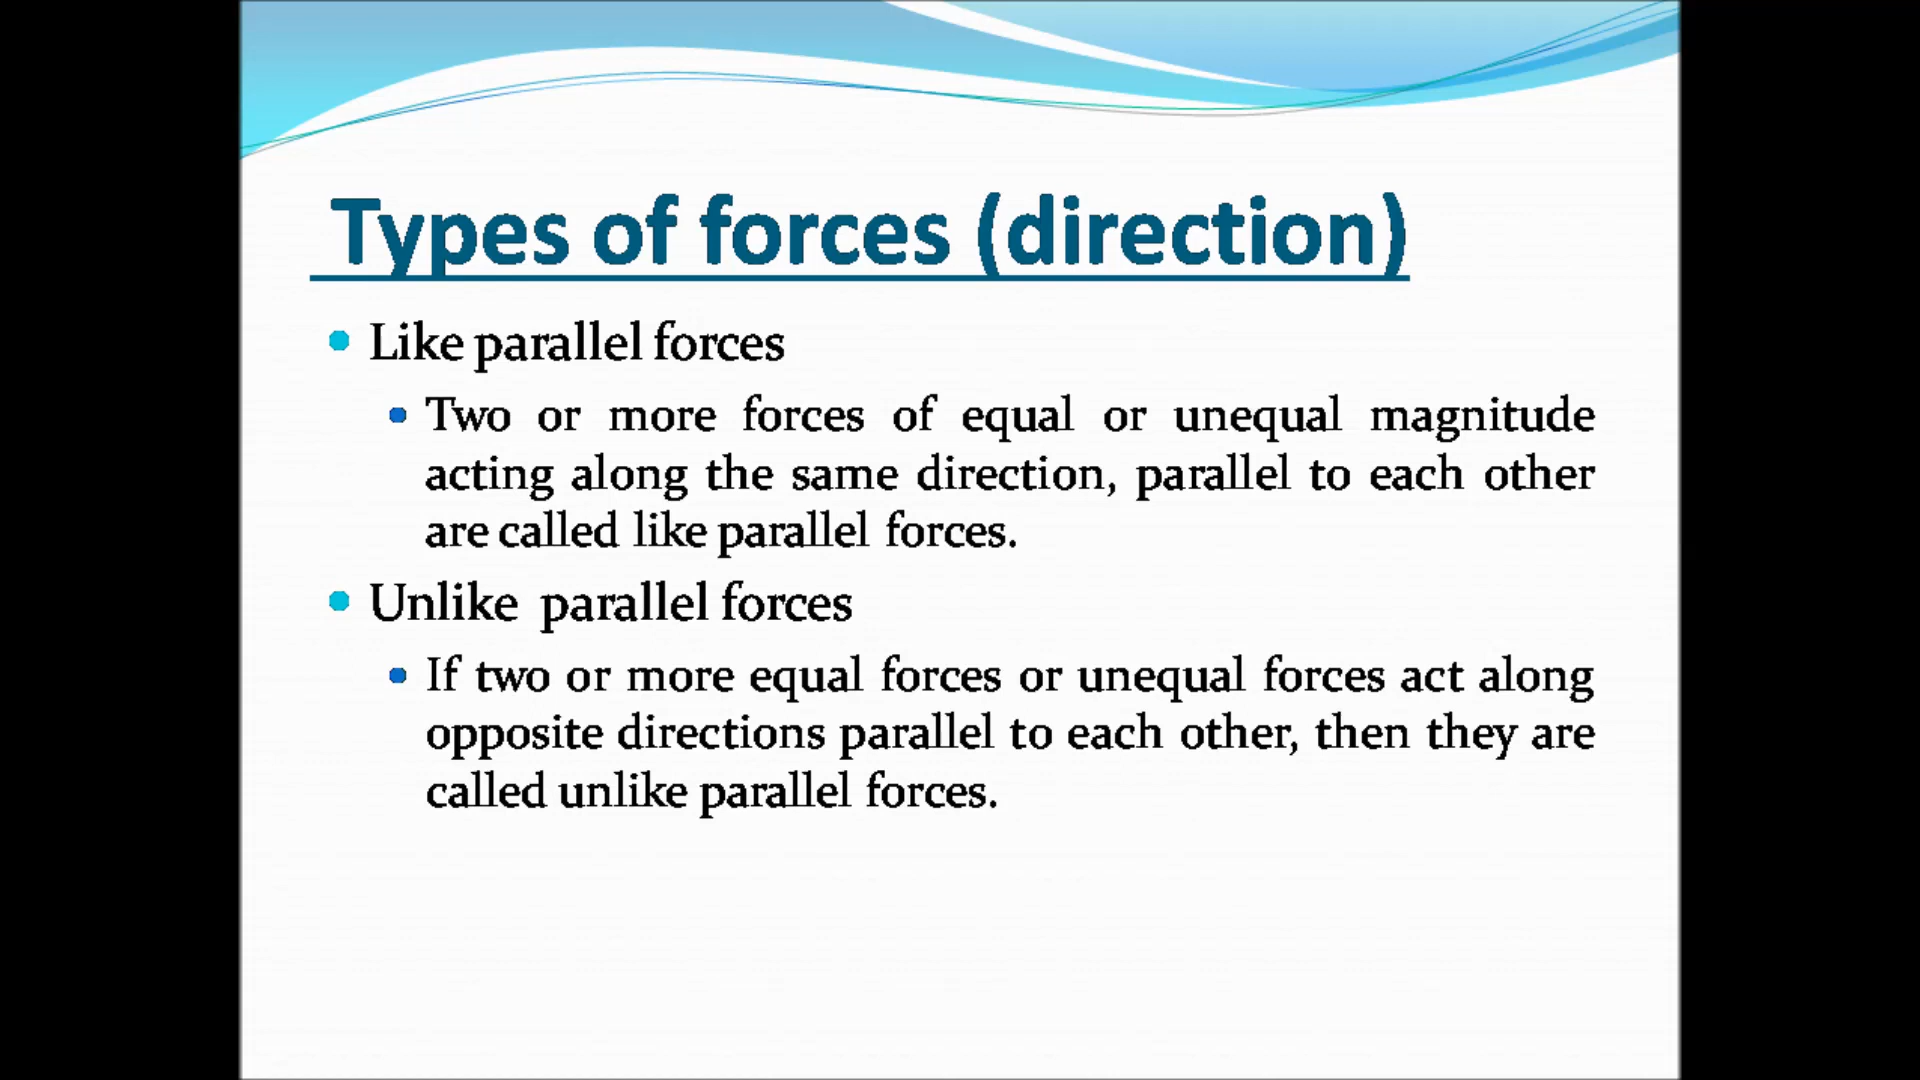 Types of forces (direction)
Like parallel forces
Two or more forces of equal or unequal magnitude
acting along the same direction, parallel to each other
are called like parallel forces.
Unlike parallel forces
If two or more equal forces or unequal forces act along
opposite directions parallel to each other, then they are
called unlike parallel forces.